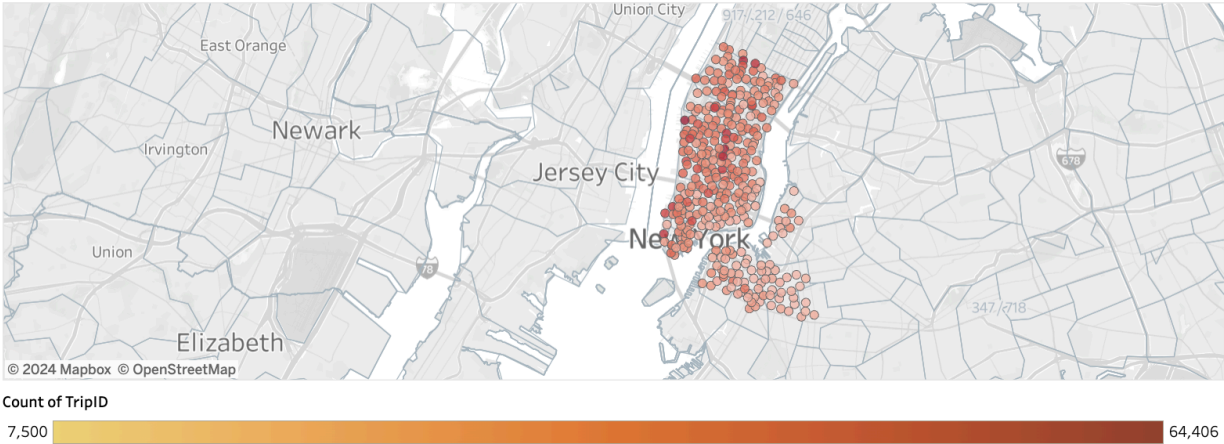 Union City
917/212/646
East Orange
Newark
Irvington
Jersey City
678
New York
Union
78
347/718
Elizabeth
© 2024 Mapbox © OpenStreetMap
Count of TripID
7,500
64,406